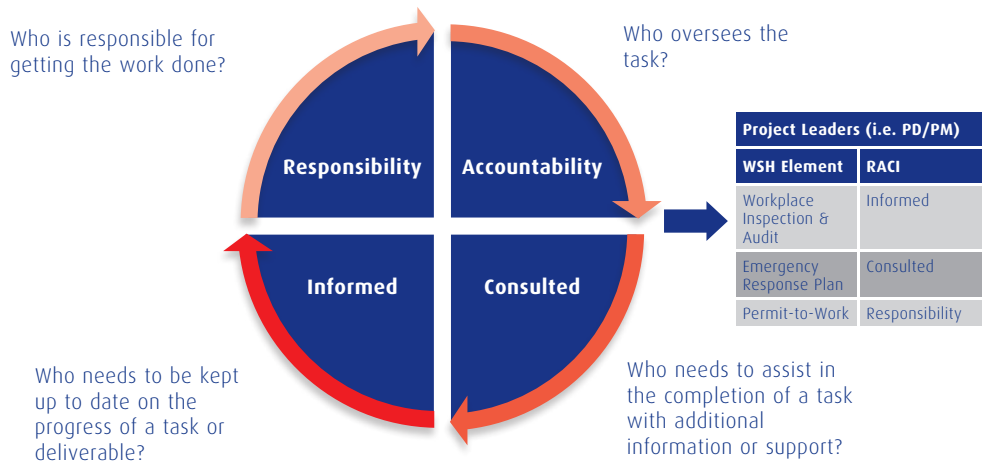 Who is responsible for
getting the work done?
Who oversees the
task?
Responsibility
Accountability
Informed
Consulted
Who needs to be kept
up to date on the
progress of a task or
deliverable?
Who needs to assist in
the completion of a task
with additional
information or support?
Project Leaders (i.e. PD/PM)
WSH Element RACI
Workplace Informed
Inspection &
Audit
Emergency Consulted
Response Plan
Permit-to-Work Responsibility